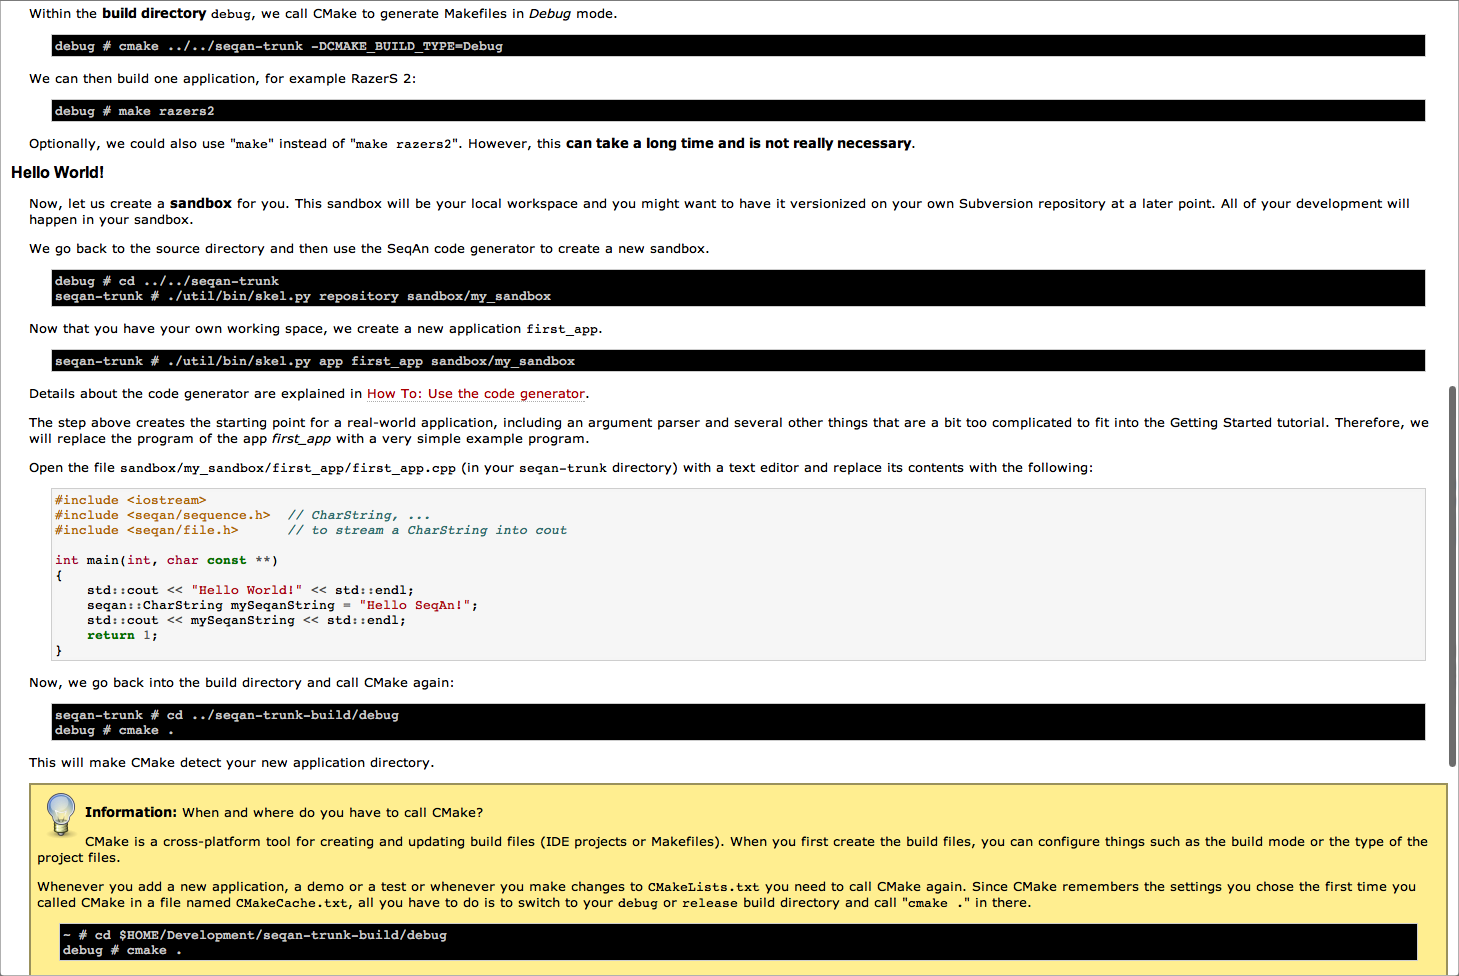 Within the build directory debug, we call CMake to generate Makefiles in Debug mode.
debug # cmake ../../seqan-trunk -DCMAKE_BUILD_TYPE=Debug
We can then build one application, for example RazerS 2:
debug # make razers2
Optionally, we could also use "make" instead of "make razers2". However, this can take a long time and is not really necessary.
Hello World!
Now, let us create a sandbox for you. This sandbox will be your local workspace and you might want to have it versionized on your own Subversion repository at a later point. All of your development will
happen in your sandbox.
We go back to the source directory and then use the SeqAn code generator to create a new sandbox.
debug # cd ../../seqan-trunk
seqan-trunk # ./util/bin/skel.py repository sandbox/my_sandbox
Now that you have your own working space, we create a new application first_app.
seqan-trunk # ./util/bin/skel.py app first_app sandbox/my_sandbox
Details about the code generator are explained in How To: Use the code generator.
The step above creates the starting point for a real-world application, including an argument parser and several other things that are a bit too complicated to fit into the Getting Started tutorial. Therefore, we
will replace the program of the app first_app with a very simple example program.
Open the file sandbox/my_sandbox/first_app/first_app.cpp (in your seqan-trunk directory) with a text editor and replace its contents with the following:
#include <iostream>
#include <seqan/sequence.h>  // CharString, ...
#include <seqan/file.h>      // to stream a CharString into cout
int main(int, char const **)
{
    std::cout << "Hello World!" << std::endl;
    seqan::CharString mySeqanString = "Hello SeqAn!";
    std::cout << mySeqanString << std::endl;
    return 1;
}
Now, we go back into the build directory and call CMake again:
seqan-trunk # cd ../seqan-trunk-build/debug
debug # cmake .
This will make CMake detect your new application directory.
Information: When and where do you have to call CMake?
CMake is a cross-platform tool for creating and updating build files (IDE projects or Makefiles). When you first create the build files, you can configure things such as the build mode or the type of the
project files.
Whenever you add a new application, a demo or a test or whenever you make changes to CMakeLists.txt you need to call CMake again. Since CMake remembers the settings you chose the first time you
called CMake in a file named CMakeCache.txt, all you have to do is to switch to your debug or release build directory and call "cmake ." in there.
~ # cd $HOME/Development/seqan-trunk-build/debug
debug # cmake .